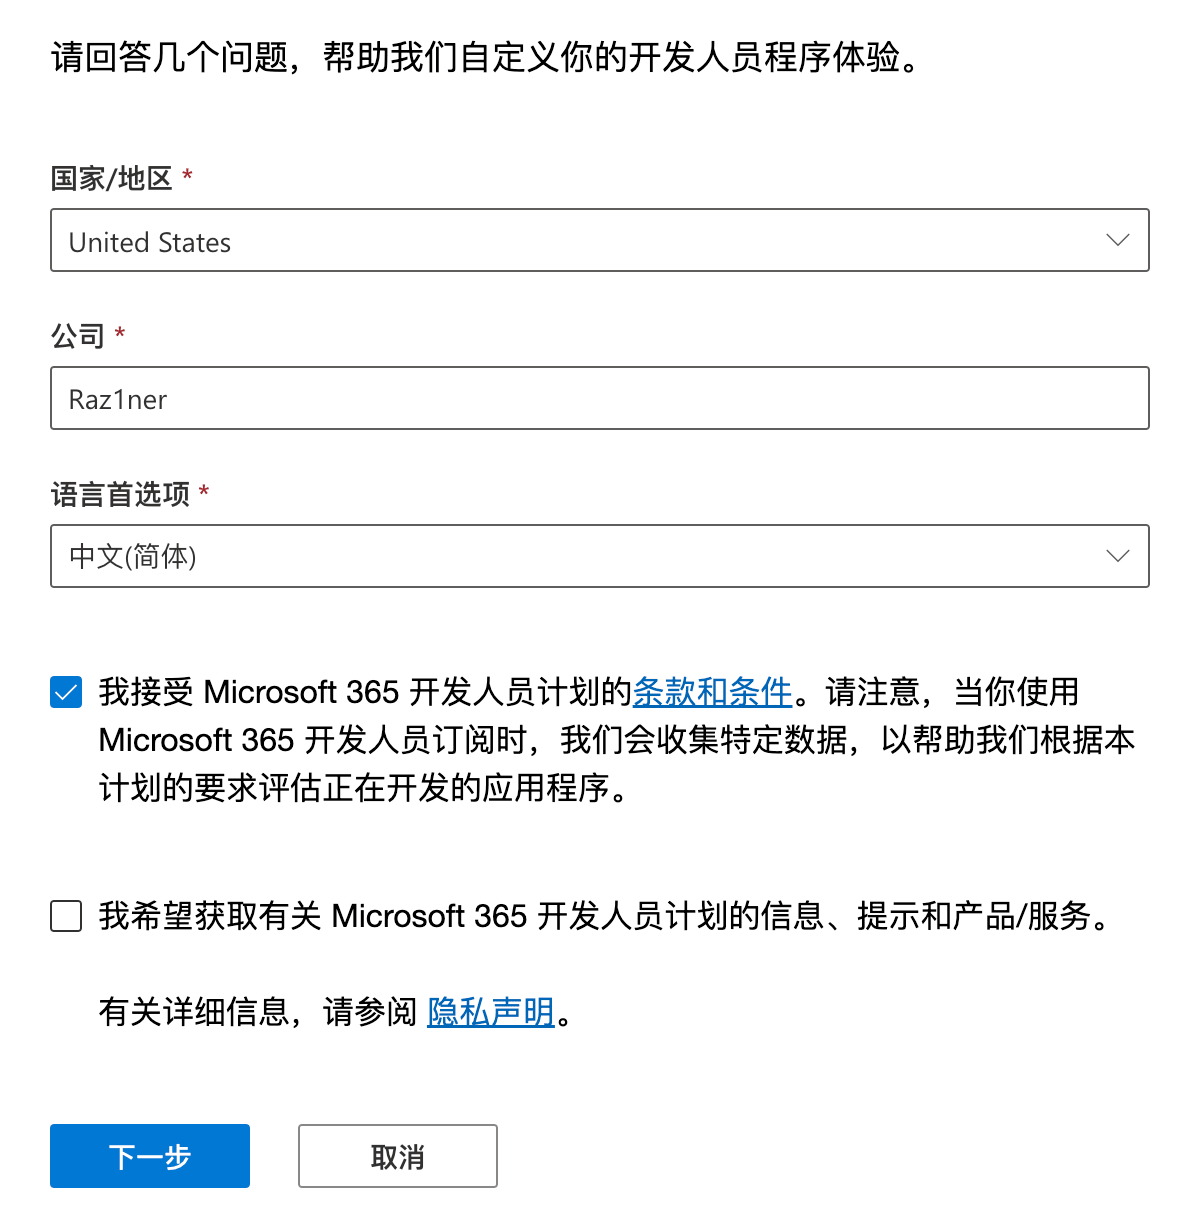 请回答几个问题，帮助我们自定义你的开发人员程序体验。
国家/地区 *
United States
公司 *
Raz1ner
语言首选项 *
中文(简体)
我接受 Microsoft 365 开发人员计划的条款和条件。请注意，当你使用
Microsoft 365 开发人员订阅时，我们会收集特定数据，以帮助我们根据本
计划的要求评估正在开发的应用程序。
我希望获取有关 Microsoft 365 开发人员计划的信息、提示和产品/服务。
有关详细信息，请参阅 隐私声明。
下一步 取消